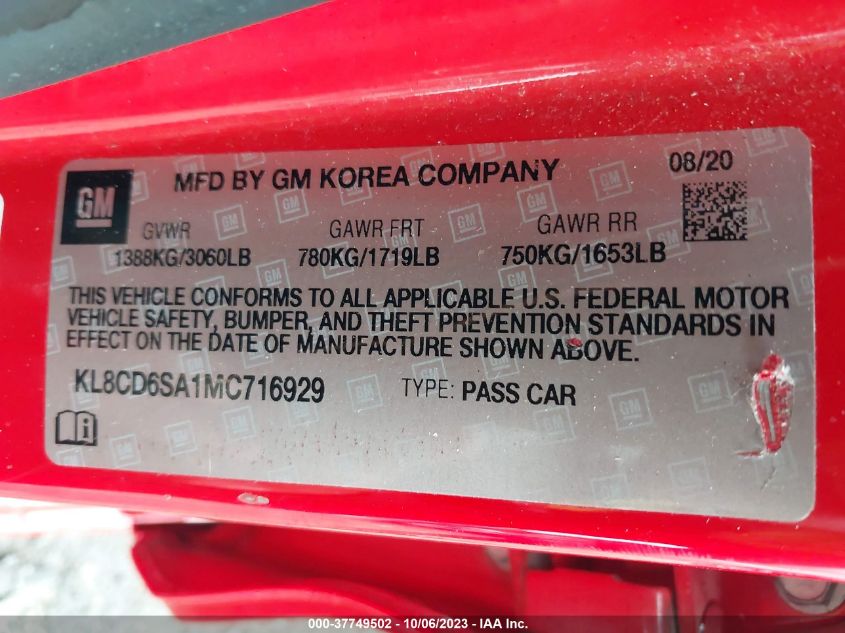 GM
MFD BY GM KOREA COMPANY
08/20
GVWR GAWR FRT GAWR RR
1388KG/3060LB 780KG/1719LB 750KG/1653LB
THIS VEHICLE CONFORMS TO ALL APPLICABLE U.S. FEDERAL MOTOR
VEHICLE SAFETY, BUMPER, AND THEFT PREVENTION STANDARDS IN
EFFECT ON THE DATE OF MANUFACTURE SHOWN ABOVE.
KL8CD6SA1MC716929 TYPE: PASS CAR
000-37749502 - 10/06/2023 - IAA Inc.